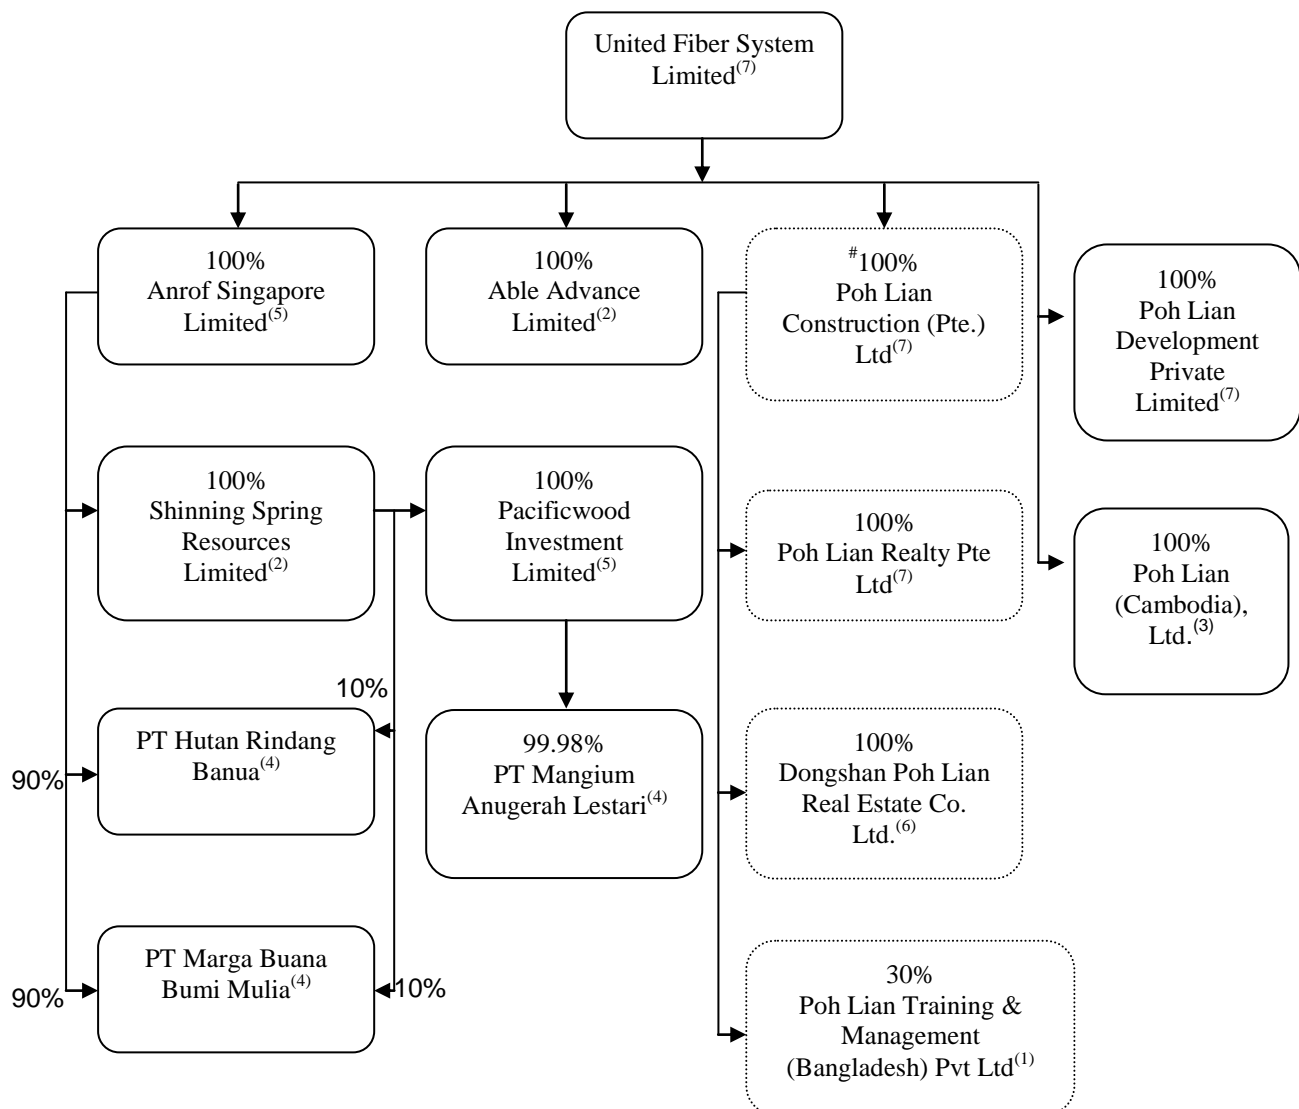 United Fiber System
Limited(7)
100%
Anrof Singapore
Limited(5)
100%
Able Advance
Limited(2)
#100%
Poh Lian
Construction (Pte.)
Ltd(7)
100%
Poh Lian
Development
Private
Limited(7)
100%
Shinning Spring
Resources
Limited(2)
100%
Pacificwood
Investment
Limited(5)
100%
Poh Lian Realty Pte
Ltd(7)
100%
Poh Lian
(Cambodia),
Ltd.(3)
10%
90%
PT Hutan Rindang
Banua(4)
99.98%
PT Mangium
Anugerah Lestari(4)
100%
Dongshan Poh Lian
Real Estate Co.
Ltd.(6)
90%
PT Marga Buana
Bumi Mulia(4)
10%
30%
Poh Lian Training &
Management
(Bangladesh) Pvt Ltd(1)